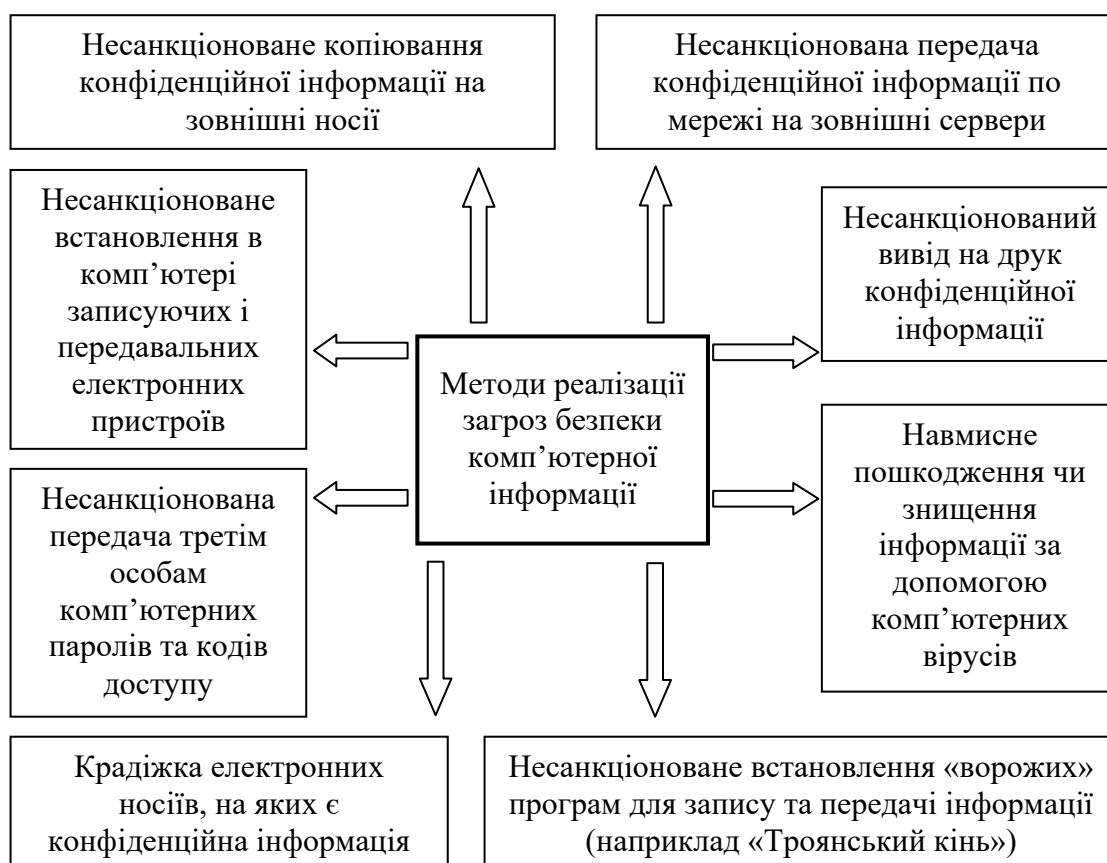 Несанкціоноване копіювання
конфіденційної інформації на
зовнішні носії
Несанкціонована передача
конфіденційної інформації по
мережі на зовнішні сервери
Несанкціоноване
встановлення в
комп’ютері
записуючих і
передавальних
електронних
пристроїв
Несанкціонований
вивід на друк
конфіденційної
інформації
Методи реалізації
загроз безпеки
комп’ютерної
інформації
Несанкціонована
передача третім
особам
комп’ютерних
паролів та кодів
доступу
Навмисне
пошкодження чи
знищення
інформації за
допомогою
комп’ютерних
вірусів
Крадіжка електронних
носіїв, на яких є
конфіденційна інформація
Несанкціоноване встановлення «ворожих»
програм для запису та передачі інформації
(наприклад «Троянський кінь»)